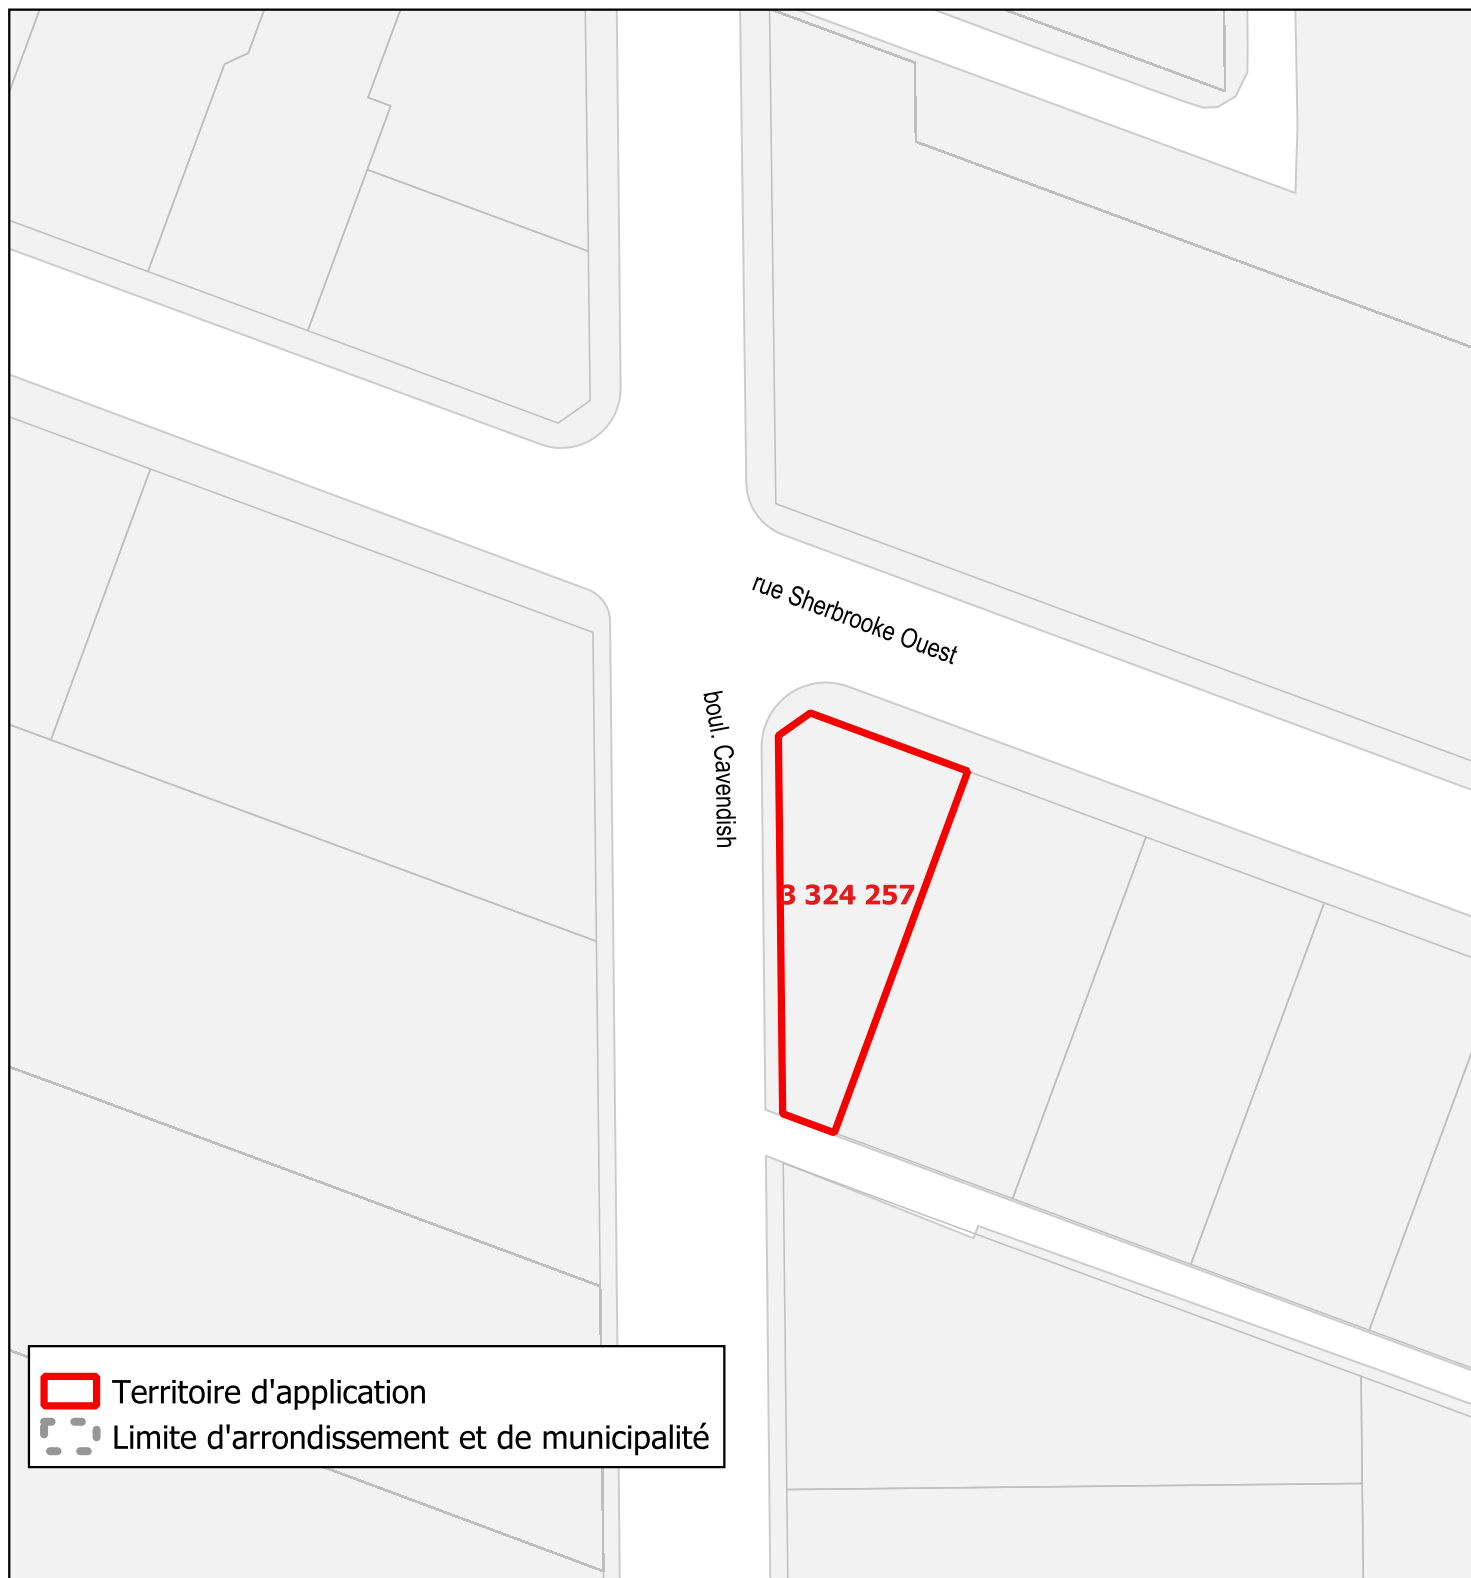 rue Sherbrooke Ouest
boul. Cavendish
3 324 257
Territoire d'application
Limite d'arrondissement et de municipalité